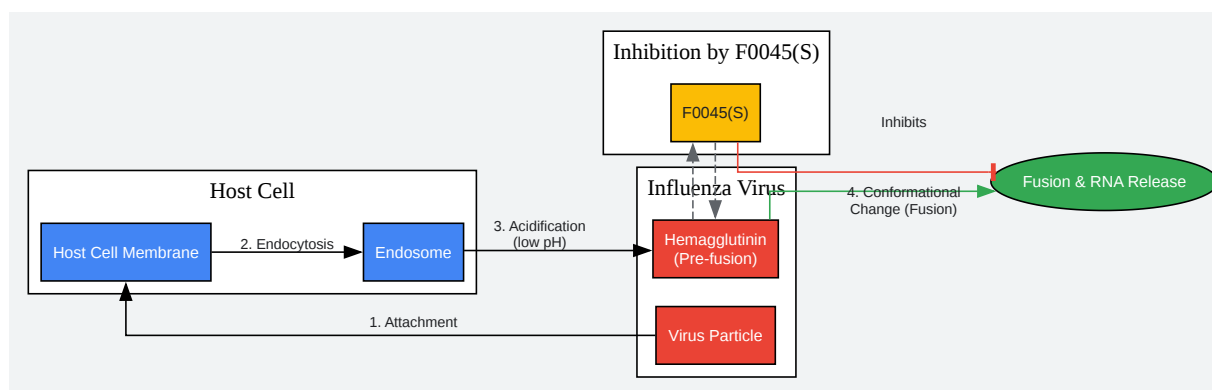 Inhibition by F0045(S)
F0045(S)
Inhibits
Host Cell
Influenza Virus
Fusion & RNA Release
4. Conformational
Change (Fusion)
Host Cell Membrane
2. Endocytosis
Endosome
3. Acidification
(low pH)
Hemagglutinin
(Pre-fusion)
1. Attachment
Virus Particle